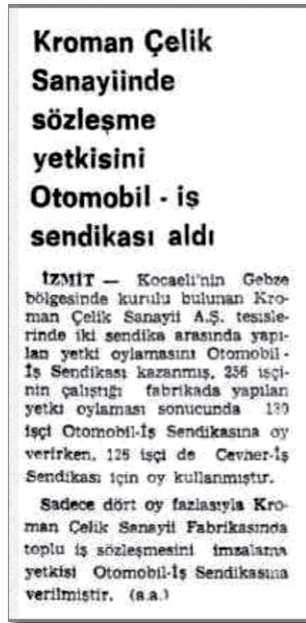 Kroman Çelik
Sanayiinde
sözleşme
yetkisini
Otomobil - iş
sendikası aldı
İZMİT — Kocaeli'nin Gebze
bölgesinde kurulu bulunan Kro-
man Çelik Sanayii A.Ş. tesisle-
rinde iki sendika arasında yapı-
lan yetki oylamasını Otomobil -
İş Sendikası kazanmış, 256 işçi-
nin çalıştığı fabrikada yapılan
yetki oylaması sonucunda 130
işçi Otomobil-İş Sendikasına oy
verirken, 126 işçi de Cevher-İş
Sendikası için oy kullanmıştır.
Sadece dört oy fazlasıyla Kro-
man Çelik Sanayii Fabrikasında
toplu iş sözleşmesini imzalama
yetkisi Otomobil-İş Sendikasına
verilmiştir. (a.a.)